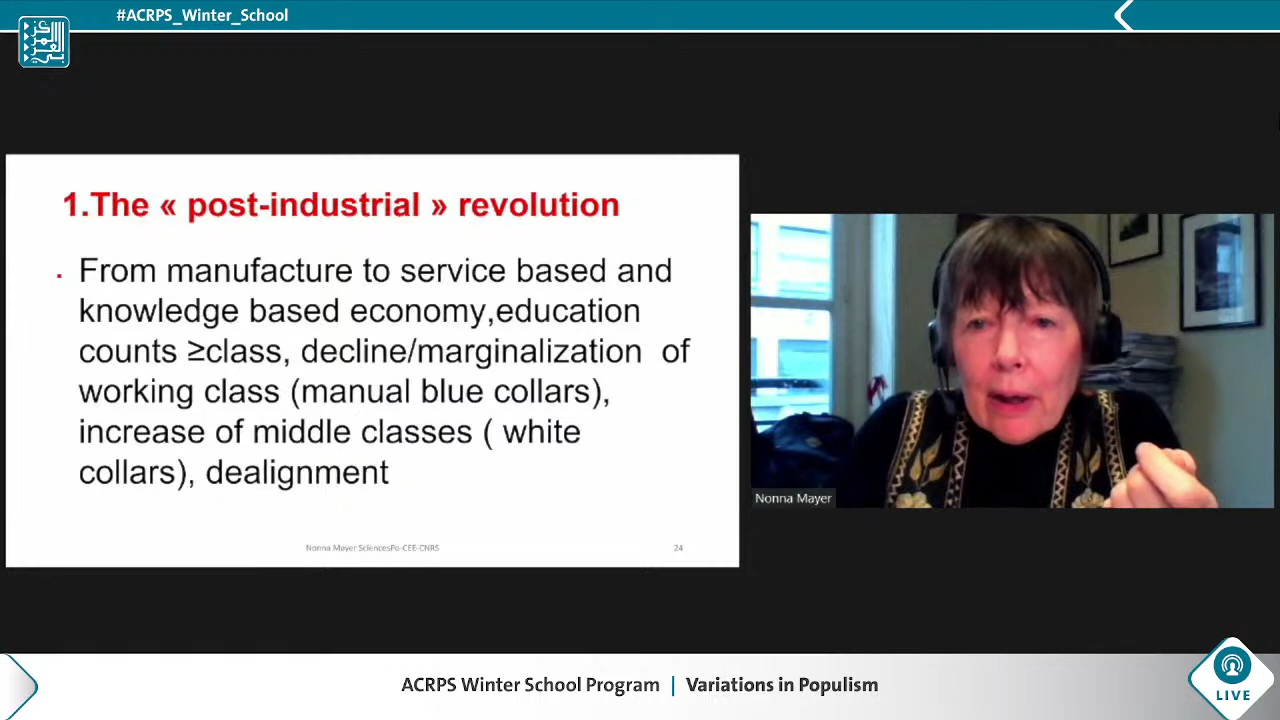 #ACRPS_Winter_School
1.The « post-industrial » revolution
From manufacture to service based and
knowledge based economy,education
counts ≥class, decline/marginalization of
working class (manual blue collars),
increase of middle classes ( white
collars), dealignment
Nonna Mayer SciencesPo-CEE-CNRS
24
Nonna Mayer
ACRPS Winter School Program | Variations in Populism
LIVE